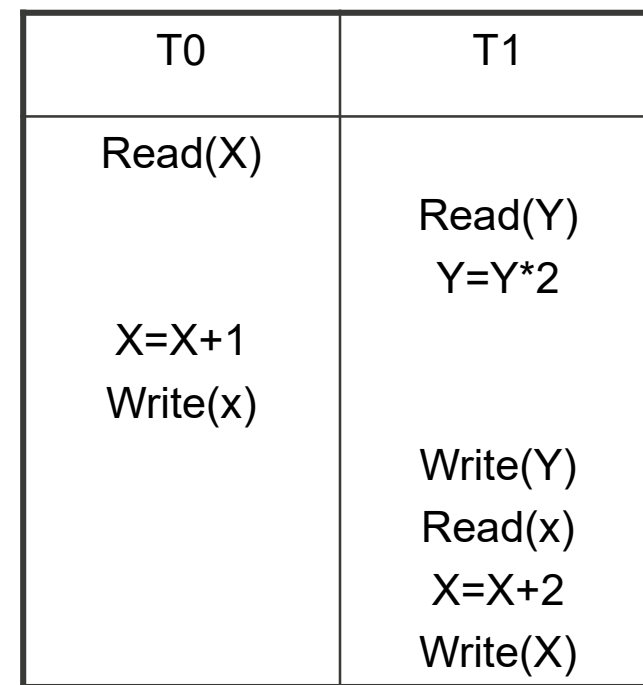 T0 T1
Read(X)
Read(Y)
Y=Y*2
X=X+1
Write(x)
Write(Y)
Read(x)
X=X+2
Write(X)